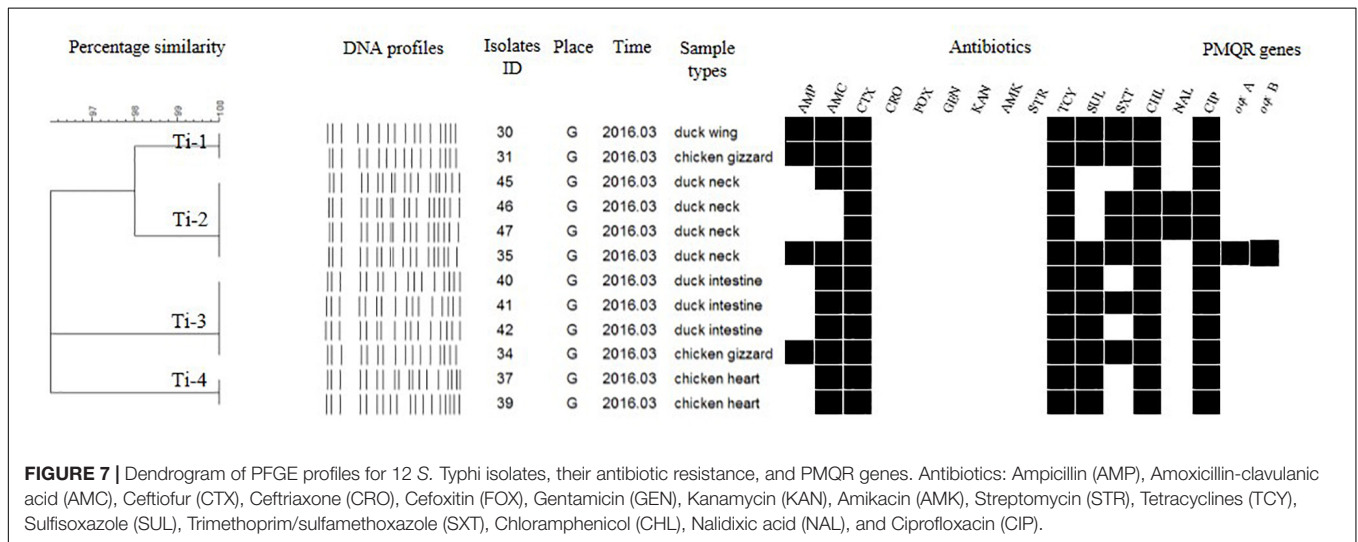 Percentage similarity DNA profiles Isolates ID Place Time Sample types Antibiotics PMQR genes
97 98 99 100
AMP AMC CTX CRO FOX GEN KAN AMK STR TCY SUL SXT CHL NAL CIP oqx A oqx B
Ti-1 30 G 2016.03 duck wing
31 G 2016.03 chicken gizzard
45 G 2016.03 duck neck
Ti-2 46 G 2016.03 duck neck
47 G 2016.03 duck neck
35 G 2016.03 duck neck
40 G 2016.03 duck intestine
41 G 2016.03 duck intestine
Ti-3 42 G 2016.03 duck intestine
34 G 2016.03 chicken gizzard
Ti-4 37 G 2016.03 chicken heart
39 G 2016.03 chicken heart
FIGURE 7 | Dendrogram of PFGE profiles for 12 S. Typhi isolates, their antibiotic resistance, and PMQR genes. Antibiotics: Ampicillin (AMP), Amoxicillin-clavulanic
acid (AMC), Ceftiofur (CTX), Ceftriaxone (CRO), Cefoxitin (FOX), Gentamicin (GEN), Kanamycin (KAN), Amikacin (AMK), Streptomycin (STR), Tetracyclines (TCY),
Sulfisoxazole (SUL), Trimethoprim/sulfamethoxazole (SXT), Chloramphenicol (CHL), Nalidixic acid (NAL), and Ciprofloxacin (CIP).